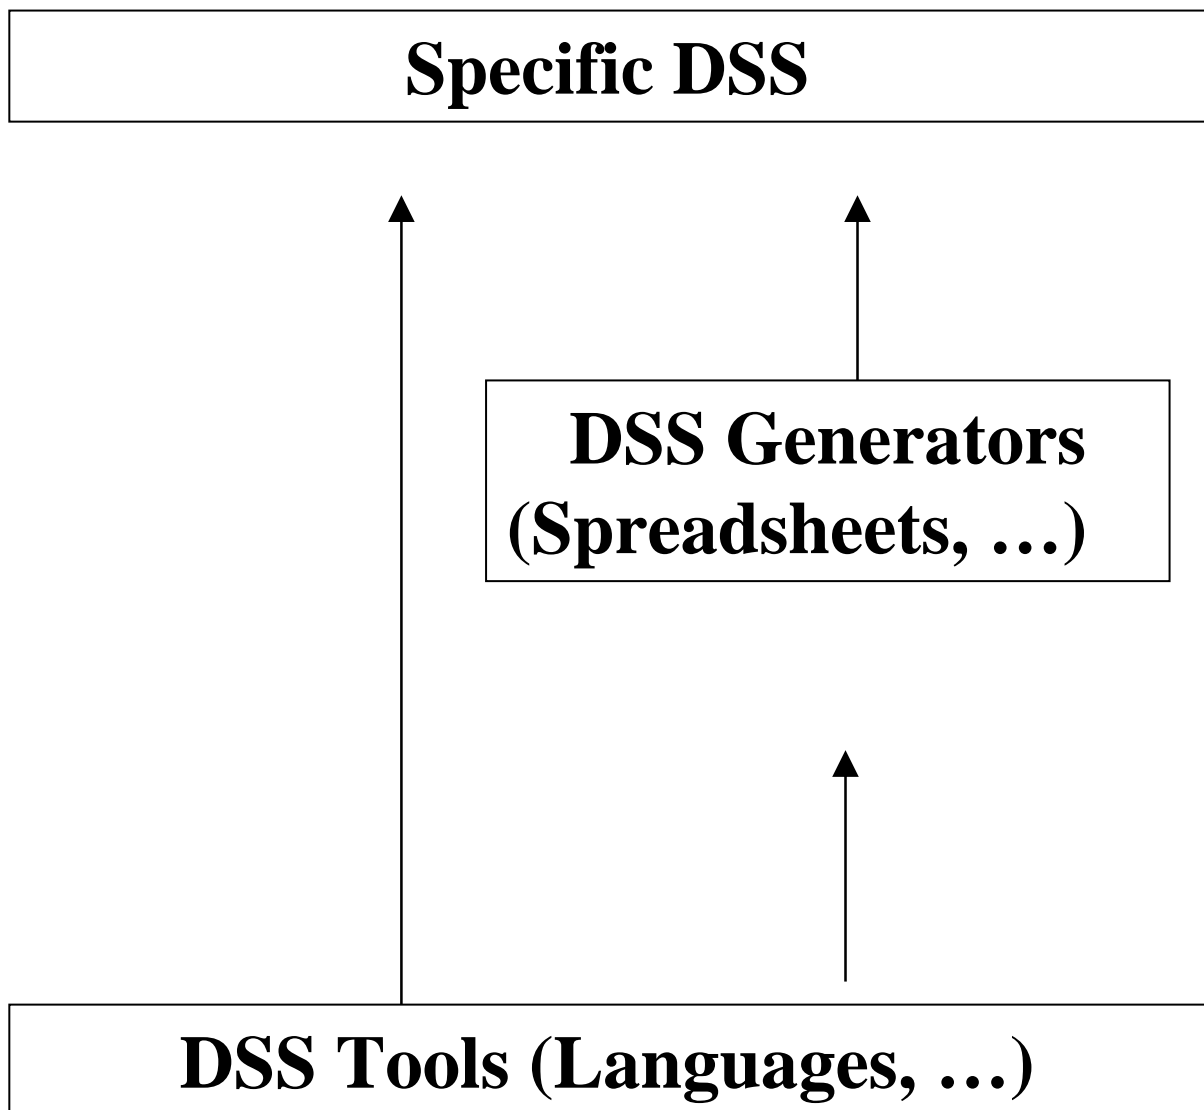 Specific DSS
DSS Generators
(Spreadsheets, …)
DSS Tools (Languages, …)